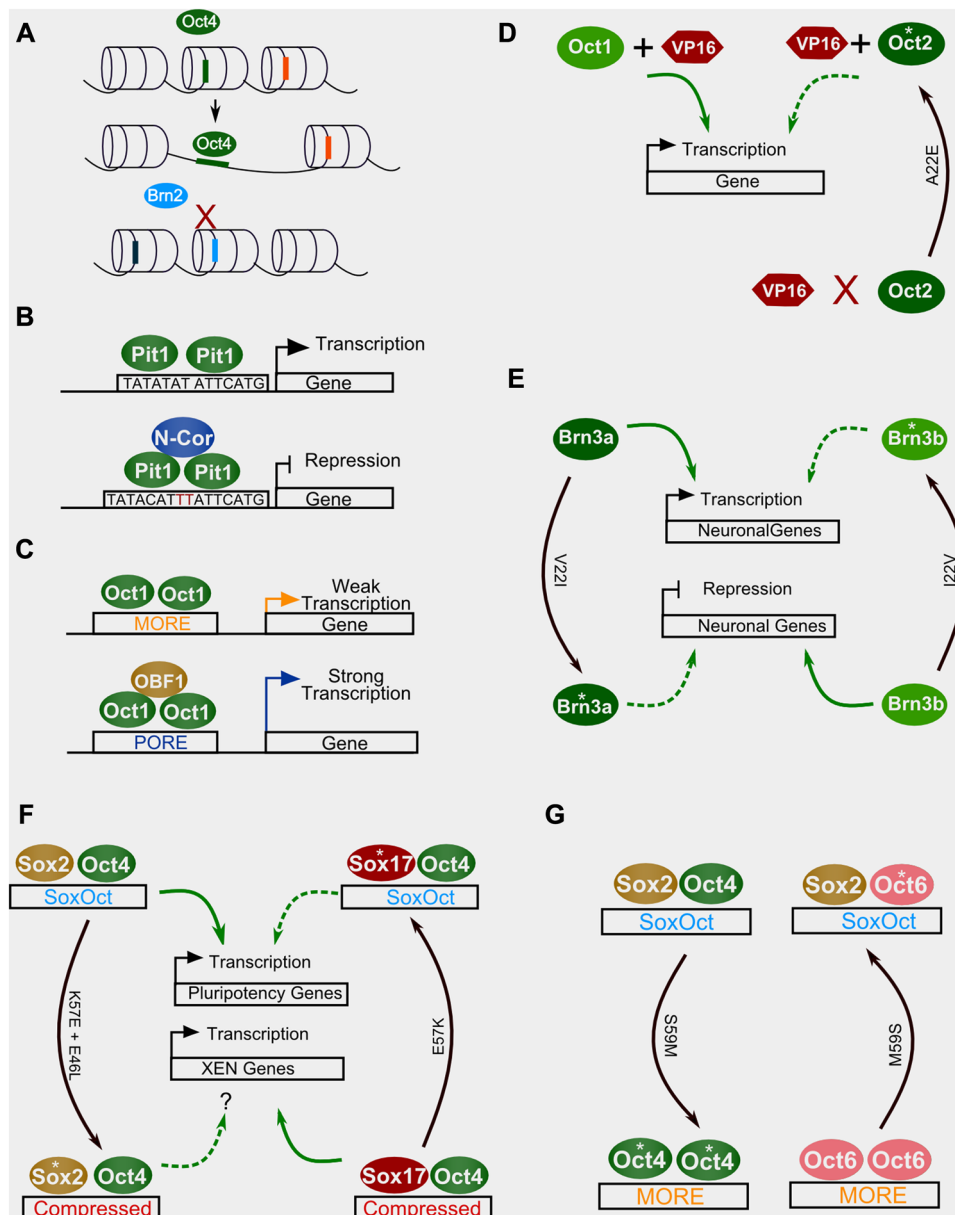 A
Oct4
Oct4
Brn2
X
B
Pit1 Pit1
Transcription
TATATAT ATTCATG
Gene
N-Cor
Pit1 Pit1
Repression
TATACATTTATTCATG
Gene
C
Oct1 Oct1
Weak
Transcription
MORE
Gene
OBF1
Oct1 Oct1
Strong
Transcription
PORE
Gene
D
Oct1 + VP16
VP16 + Oct2
*
Transcription
Gene
A22E
VP16 X Oct2
E
Brn3a
Brn3b
*
Transcription
NeuronalGenes
V22I
V22I
Repression
Neuronal Genes
Brn3a
*
Brn3b
F
Sox2 Oct4
SoxOct
Sox17 Oct4
*
SoxOct
Transcription
Pluripotency Genes
K57E + E46L
E57K
Transcription
XEN Genes
?
Sox2 Oct4
*
Compressed
Sox17 Oct4
Compressed
G
Sox2 Oct4
SoxOct
Sox2 Oct6
*
SoxOct
S59M
M59S
Oct4 Oct4
* *
MORE
Oct6 Oct6
MORE